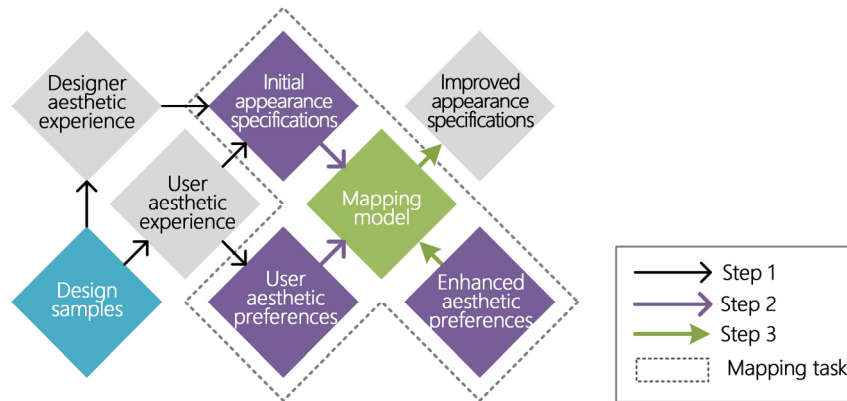 Designer
aesthetic
experience
Initial
appearance
specifications
Improved
appearance
specifications
User
aesthetic
experience
Mapping
model
Design
samples
User
aesthetic
preferences
Enhanced
aesthetic
preferences
Step 1
Step 2
Step 3
Mapping task